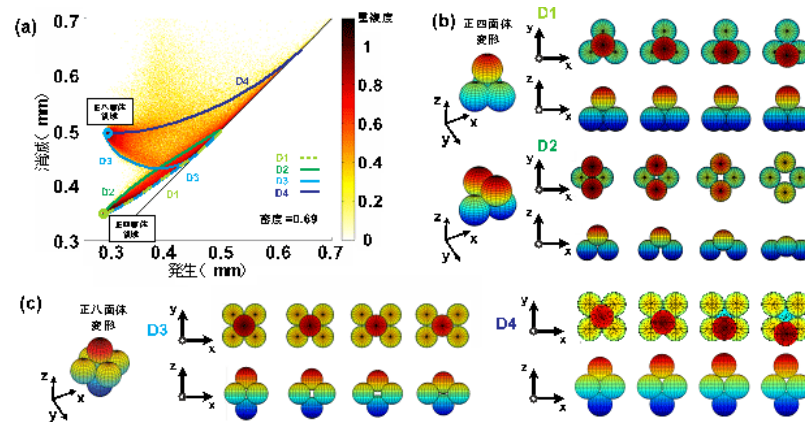 (a)
0.7
0.6
0.5
0.4
0.3
消滅( mm)
0.3 0.4 0.5 0.6 0.7
発生( mm)
正八面体
D4
D3
D2
D1
D3
正四面体
D1
D2
D3
D4
密度=0.69
重複度
1
0.8
0.6
0.4
0.2
0
(b)
正四面体
変形
z
x
y
D1
y
x
z
x
z
x
y
D2
y
x
z
x
(c)
正八面体
変形
z
x
y
D3
y
x
z
x
D4
y
x
z
x